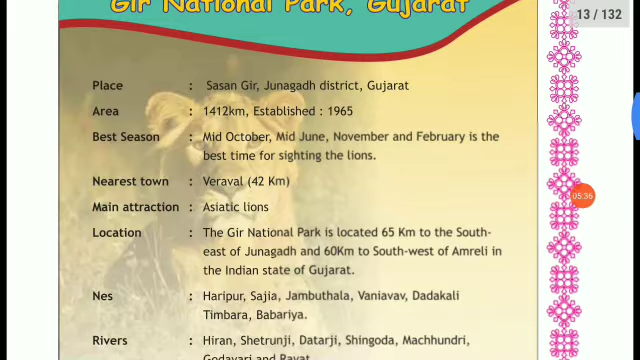 Gir National Park, Gujarat
13 / 132
Place : Sasan Gir, Junagadh district, Gujarat
Area : 1412km, Established : 1965
Best Season : Mid October, Mid June, November and February is the
best time for sighting the lions.
Nearest town : Veraval (42 Km)
05:36
Main attraction : Asiatic lions
Location : The Gir National Park is located 65 Km to the South-
east of Junagadh and 60Km to South-west of Amreli in
the Indian state of Gujarat.
Nes : Haripur, Sajia, Jambuthala, Vaniavav, Dadakali
Timbara, Babariya.
Rivers : Hiran, Shetrunji, Datarji, Shingoda, Machhundri,
Godavari and Raval